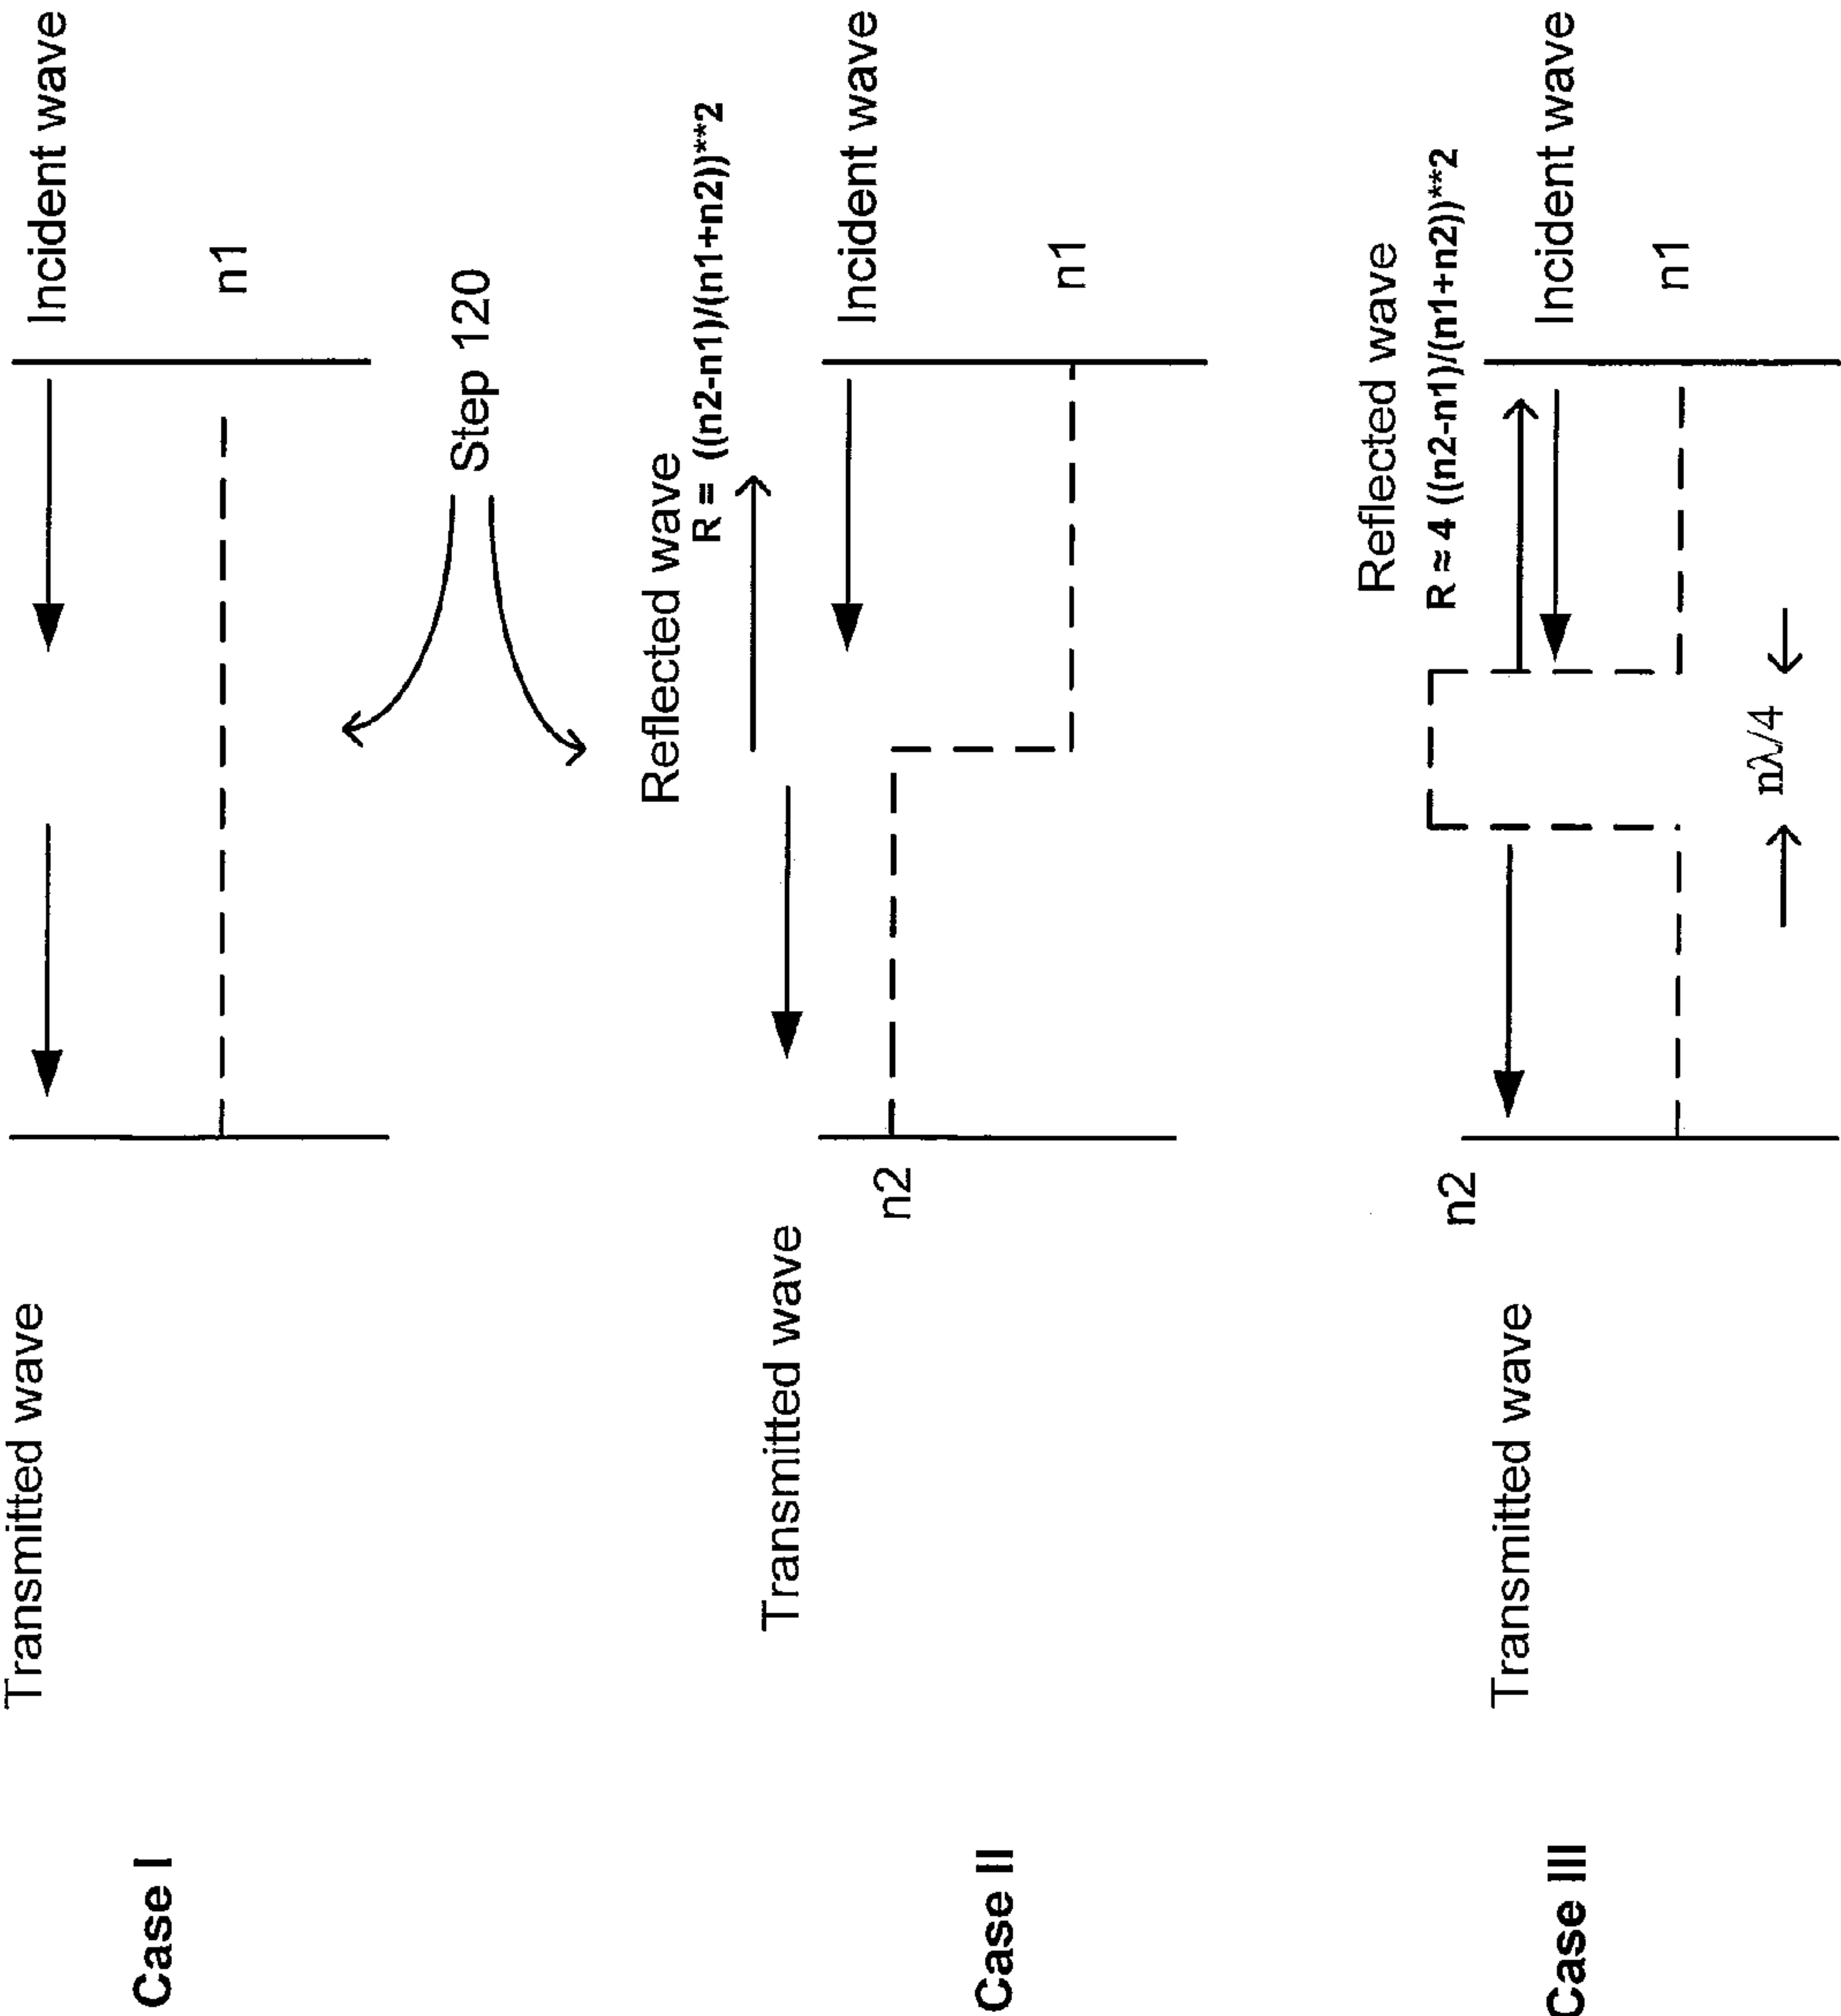 Case I
Transmitted wave
Incident wave
n1
Step 120
Case II
Transmitted wave
Reflected wave
R = ((n2-n1)/(n1+n2))**2
Incident wave
n2
n1
Case III
Transmitted wave
Reflected wave
R ≈ 4 ((n2-n1)/(n1+n2))**2
n2
Incident wave
n1
nλ/4